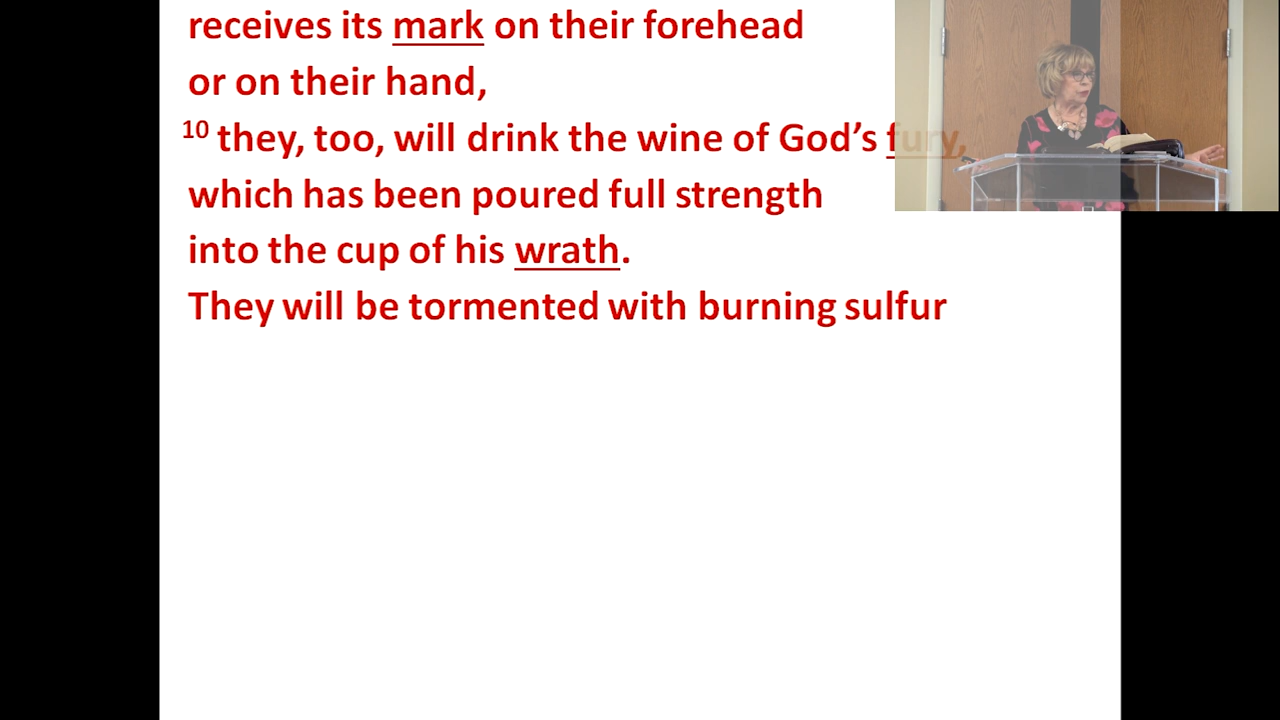 receives its mark on their forehead
or on their hand,
10 they, too, will drink the wine of God’s fury,
which has been poured full strength
into the cup of his wrath.
They will be tormented with burning sulfur